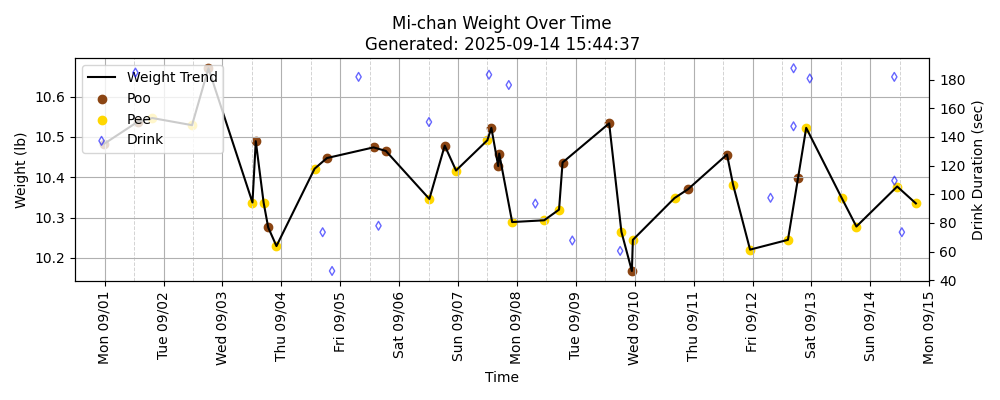 Mi-chan Weight Over Time
Generated: 2025-09-14 15:44:37
Weight Trend
Poo
Pee
Drink
Weight (lb)
10.6
10.5
10.4
10.3
10.2
180
160
140
120
100
80
60
40
Drink Duration (sec)
Mon 09/01
Tue 09/02
Wed 09/03
Thu 09/04
Fri 09/05
Sat 09/06
Sun 09/07
Mon 09/08
Tue 09/09
Wed 09/10
Thu 09/11
Fri 09/12
Sat 09/13
Sun 09/14
Mon 09/15
Time